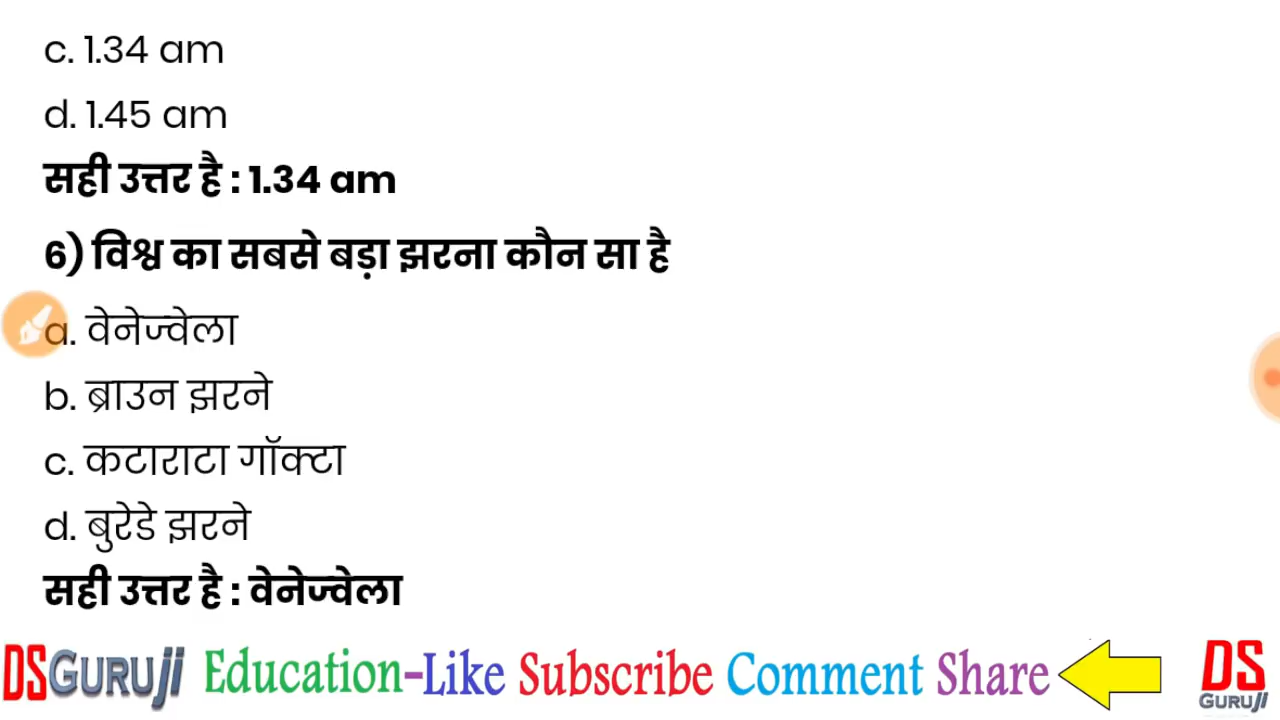 c. 1.34 am
d. 1.45 am
सही उत्तर है : 1.34 am
6) विश्व का सबसे बड़ा झरना कौन सा है
a. वेनेज्वेला
b. ब्राउन झरने
c. कटाराटा गॉक्टा
d. बुरेडे झरने
सही उत्तर है : वेनेज्वेला
DSGURUJI Education-Like Subscribe Comment Share DS
GURUJI